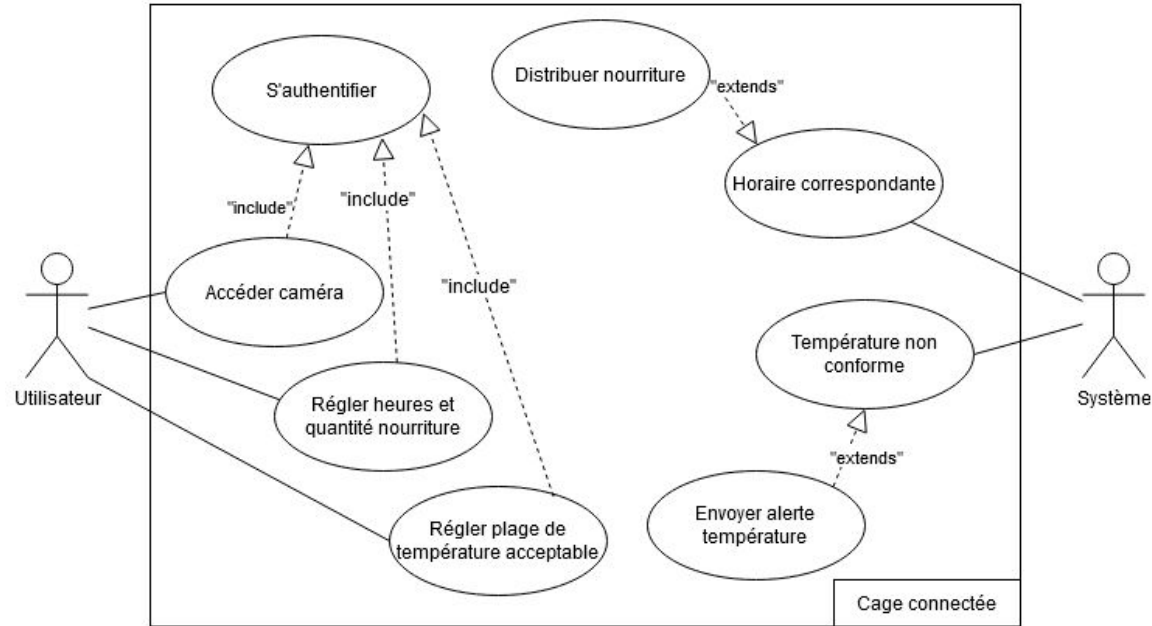 S'authentifier
Distribuer nourriture
"extends"
Horaire correspondante
"include"
"include"
"include"
Accéder caméra
Température non
conforme
Utilisateur
Système
Régler heures et
quantité nourriture
"extends"
Régler plage de
température acceptable
Envoyer alerte
température
Cage connectée